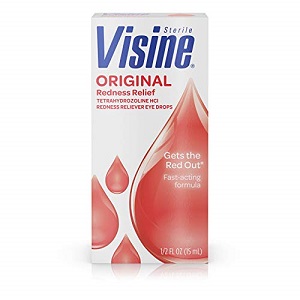 Sterile
Visine®
ORIGINAL
Redness Relief
TETRAHYDROZOLINE HCl
REDNESS RELIEVER EYE DROPS
Gets the
Red Out*
Fast-acting
formula
1/2 FL OZ (15 mL)